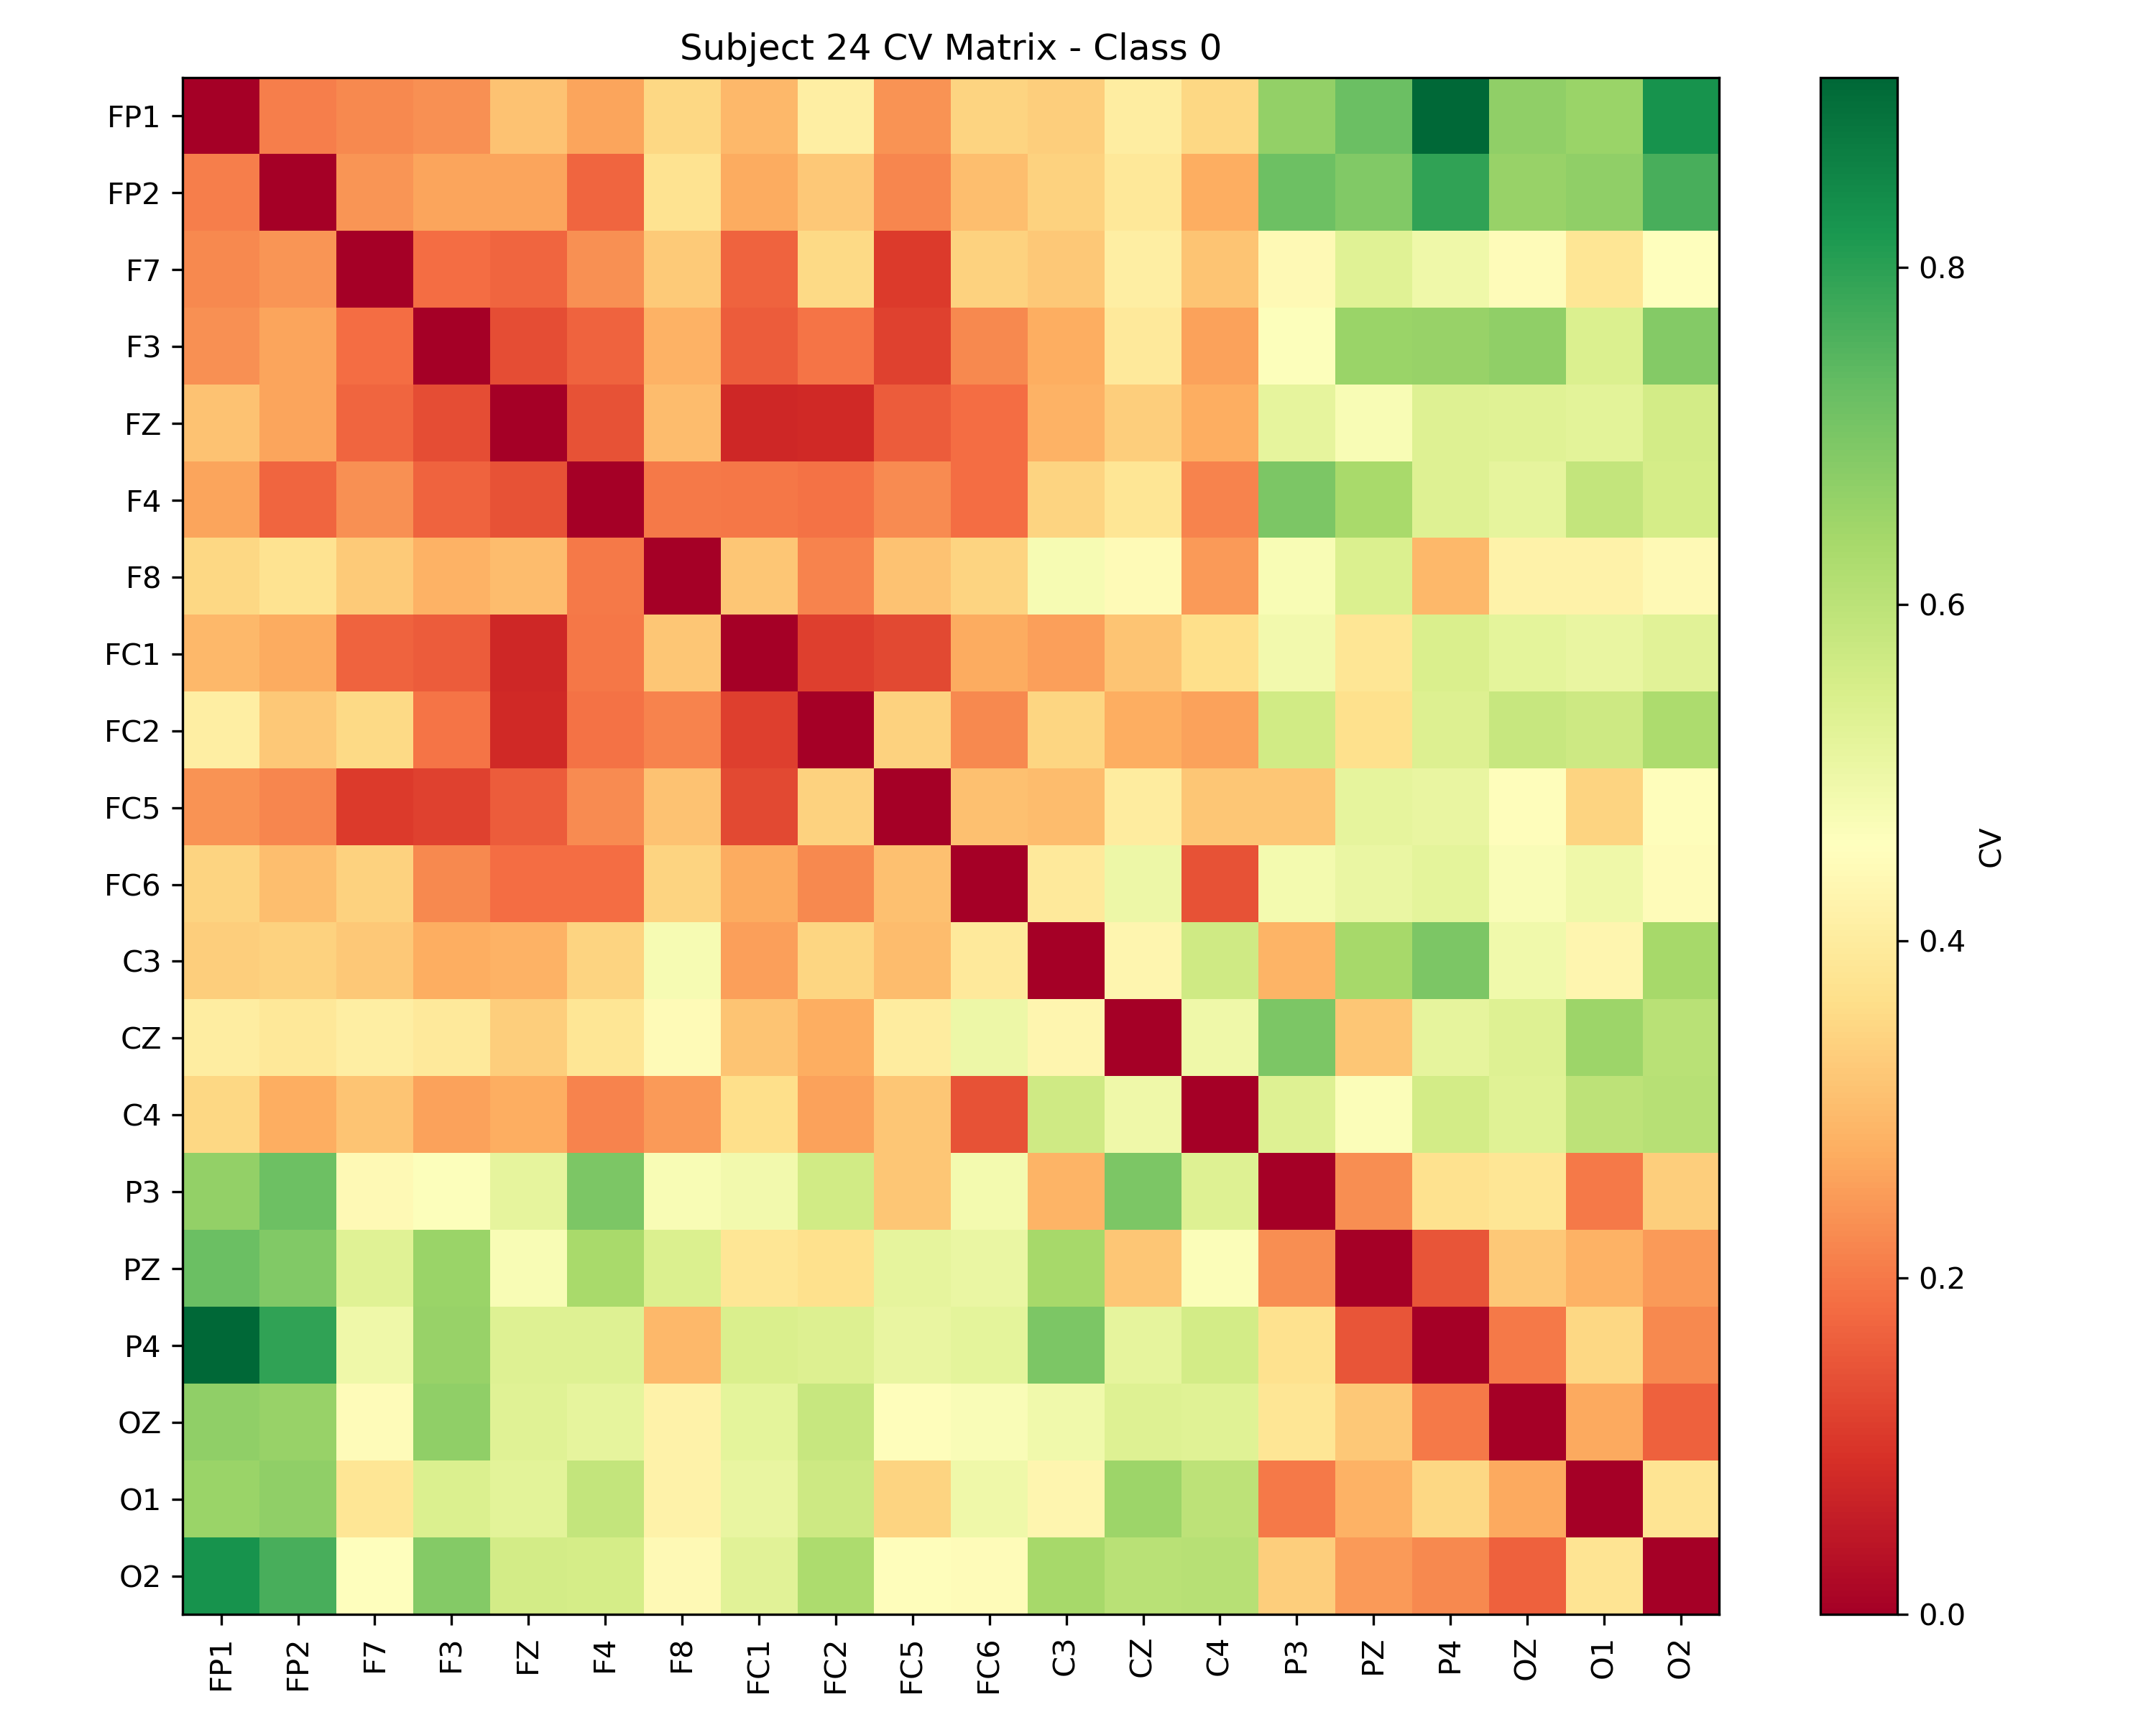 Subject 24 CV Matrix - Class 0
FP1
FP2
F7
F3
FZ
F4
F8
FC1
FC2
FC5
FC6
C3
CZ
C4
P3
PZ
P4
OZ
O1
O2
FP1 FP2 F7 F3 FZ F4 F8 FC1 FC2 FC5 FC6 C3 CZ C4 P3 PZ P4 OZ O1 O2
0.8
0.6
0.4
0.2
0.0
CV